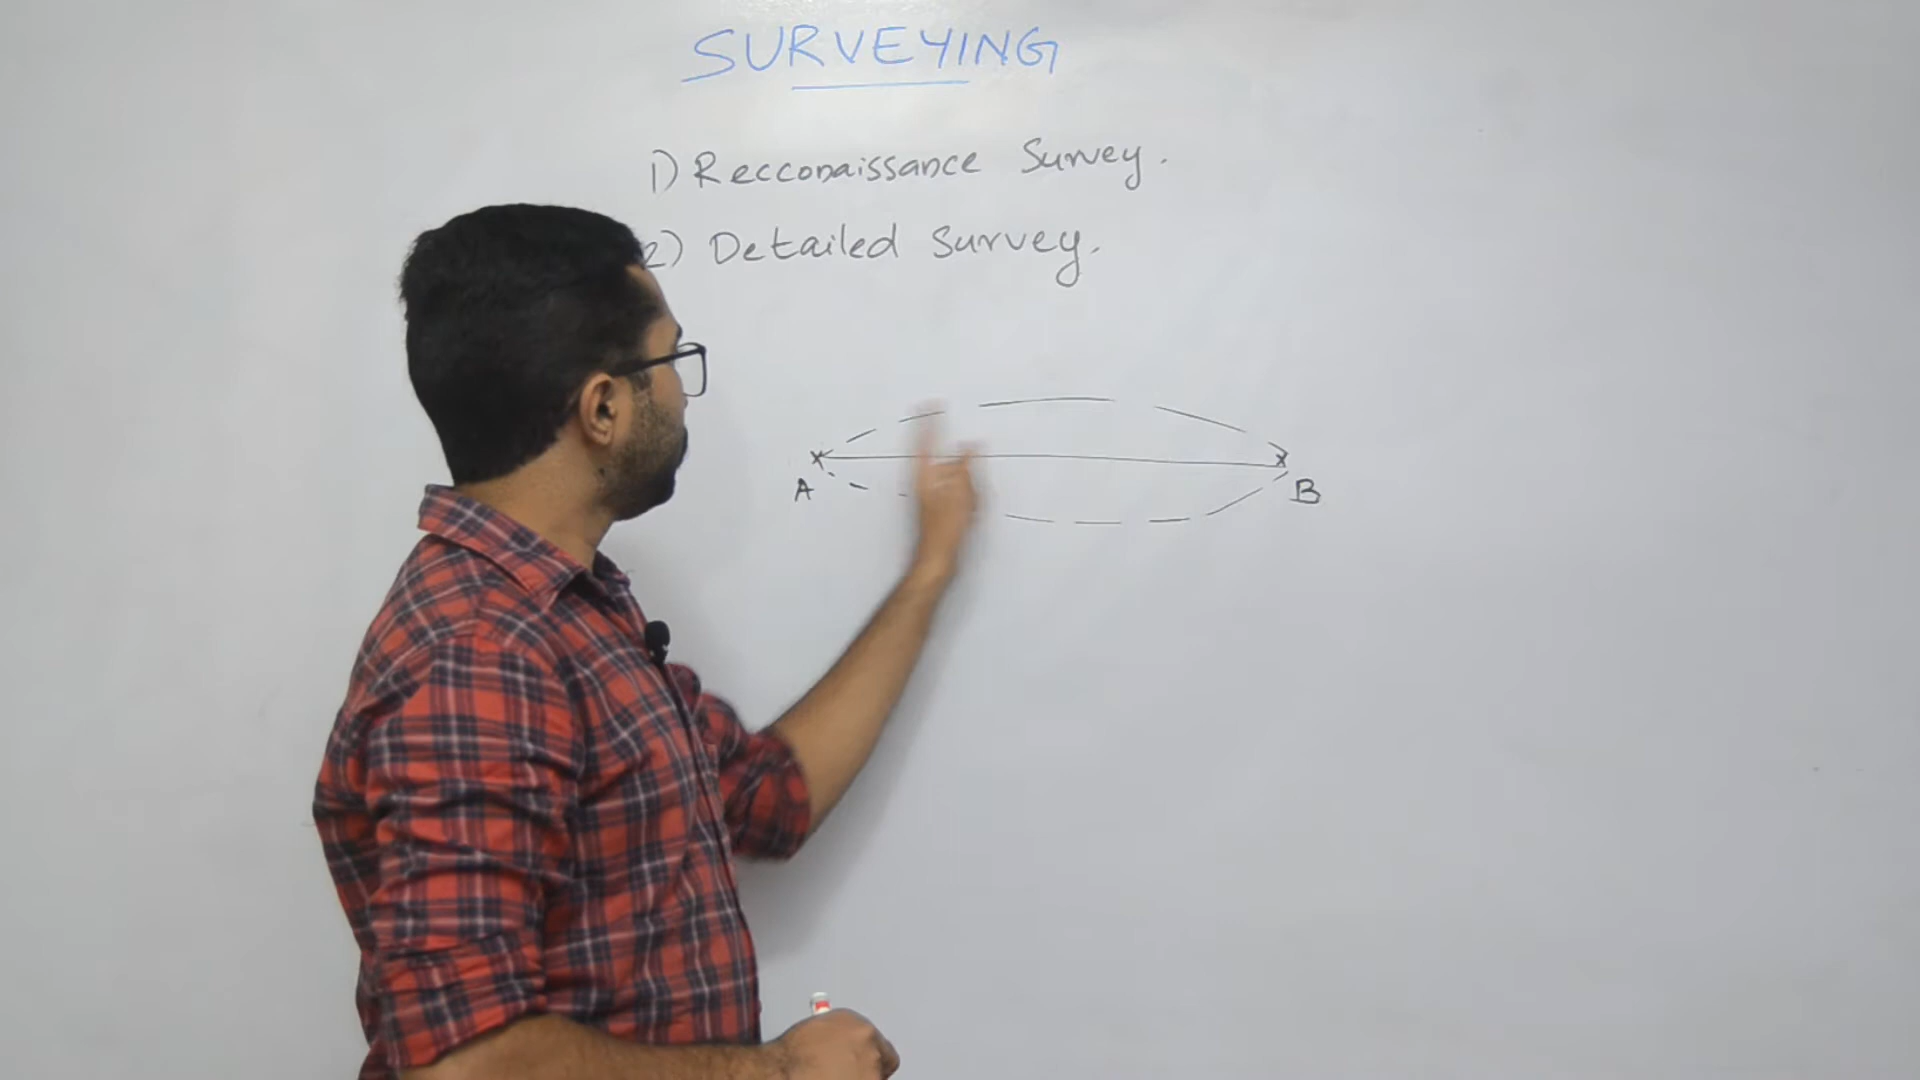 SURVEYING
1) Recconaissance Survey.
2) Detailed Survey.
A
B